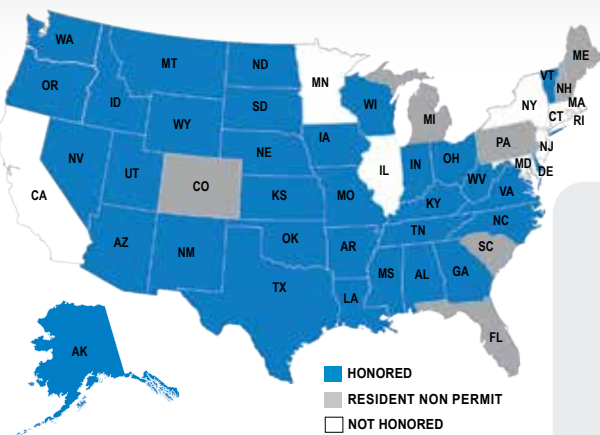 WA
MT
ND
MN
ME
OR
ID
SD
WI
VT
NH
WY
NY
MA
MI
CT
RI
NV
NE
IA
PA
NJ
CA
UT
CO
IL
IN
OH
MD
DE
KS
MO
WV
VA
KY
AZ
NM
OK
AR
TN
NC
SC
TX
MS
AL
GA
LA
FL
AK
HONORED
RESIDENT NON PERMIT
NOT HONORED